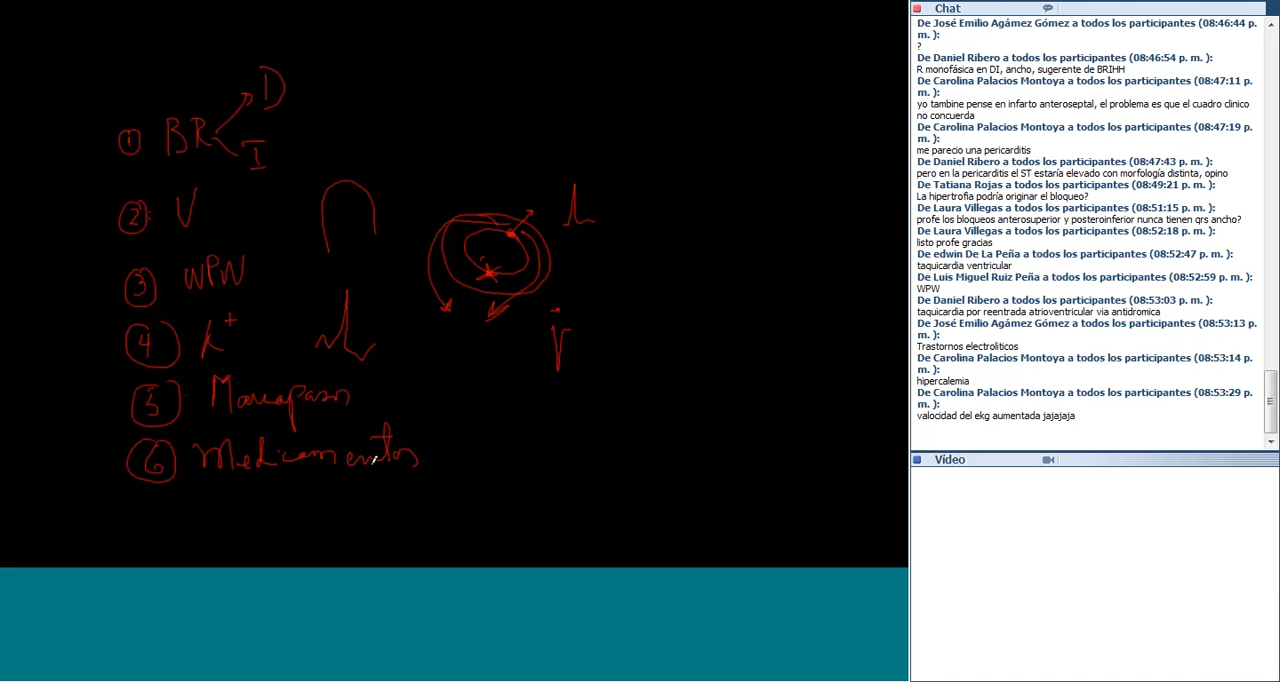 ① BR D
I
②: V
③ WPW
④ K+
⑤. Marcapaso
⑥ Medicamentos
Chat
De José Emilio Agámez Gómez a todos los participantes (08:46:44 p.
m. ):
?
De Daniel Ribero a todos los participantes (08:46:54 p. m. ):
R monofásica en DI, ancho, sugerente de BRIHH
De Carolina Palacios Montoya a todos los participantes (08:47:11 p.
m. ):
yo tambine pense en infarto anteroseptal, el problema es que el cuadro clinico
no concuerda
De Carolina Palacios Montoya a todos los participantes (08:47:19 p.
m. ):
me parecio una pericarditis
De Daniel Ribero a todos los participantes (08:47:43 p. m. ):
pero en la pericarditis el ST estaría elevado con morfología distinta, opino
De Tatiana Rojas a todos los participantes (08:49:21 p. m. ):
La hipertrofia podría originar el bloqueo?
De Laura Villegas a todos los participantes (08:51:15 p. m. ):
profe los bloqueos anterosuperior y posteroinferior nunca tienen qrs ancho?
De Laura Villegas a todos los participantes (08:52:18 p. m. ):
listo profe gracias
De edwin De La Peña a todos los participantes (08:52:47 p. m. ):
taquicardia ventricular
De Luis Miguel Ruiz Peña a todos los participantes (08:52:59 p. m. ):
WPW
De Daniel Ribero a todos los participantes (08:53:03 p. m. ):
taquicardia por reentrada atrioventricular via antidromica
De José Emilio Agámez Gómez a todos los participantes (08:53:13 p.
m. ):
Trastornos electroliticos
De Carolina Palacios Montoya a todos los participantes (08:53:14 p.
m. ):
hipercalemia
De Carolina Palacios Montoya a todos los participantes (08:53:29 p.
m. ):
valocidad del ekg aumentada jajajaja
Vídeo